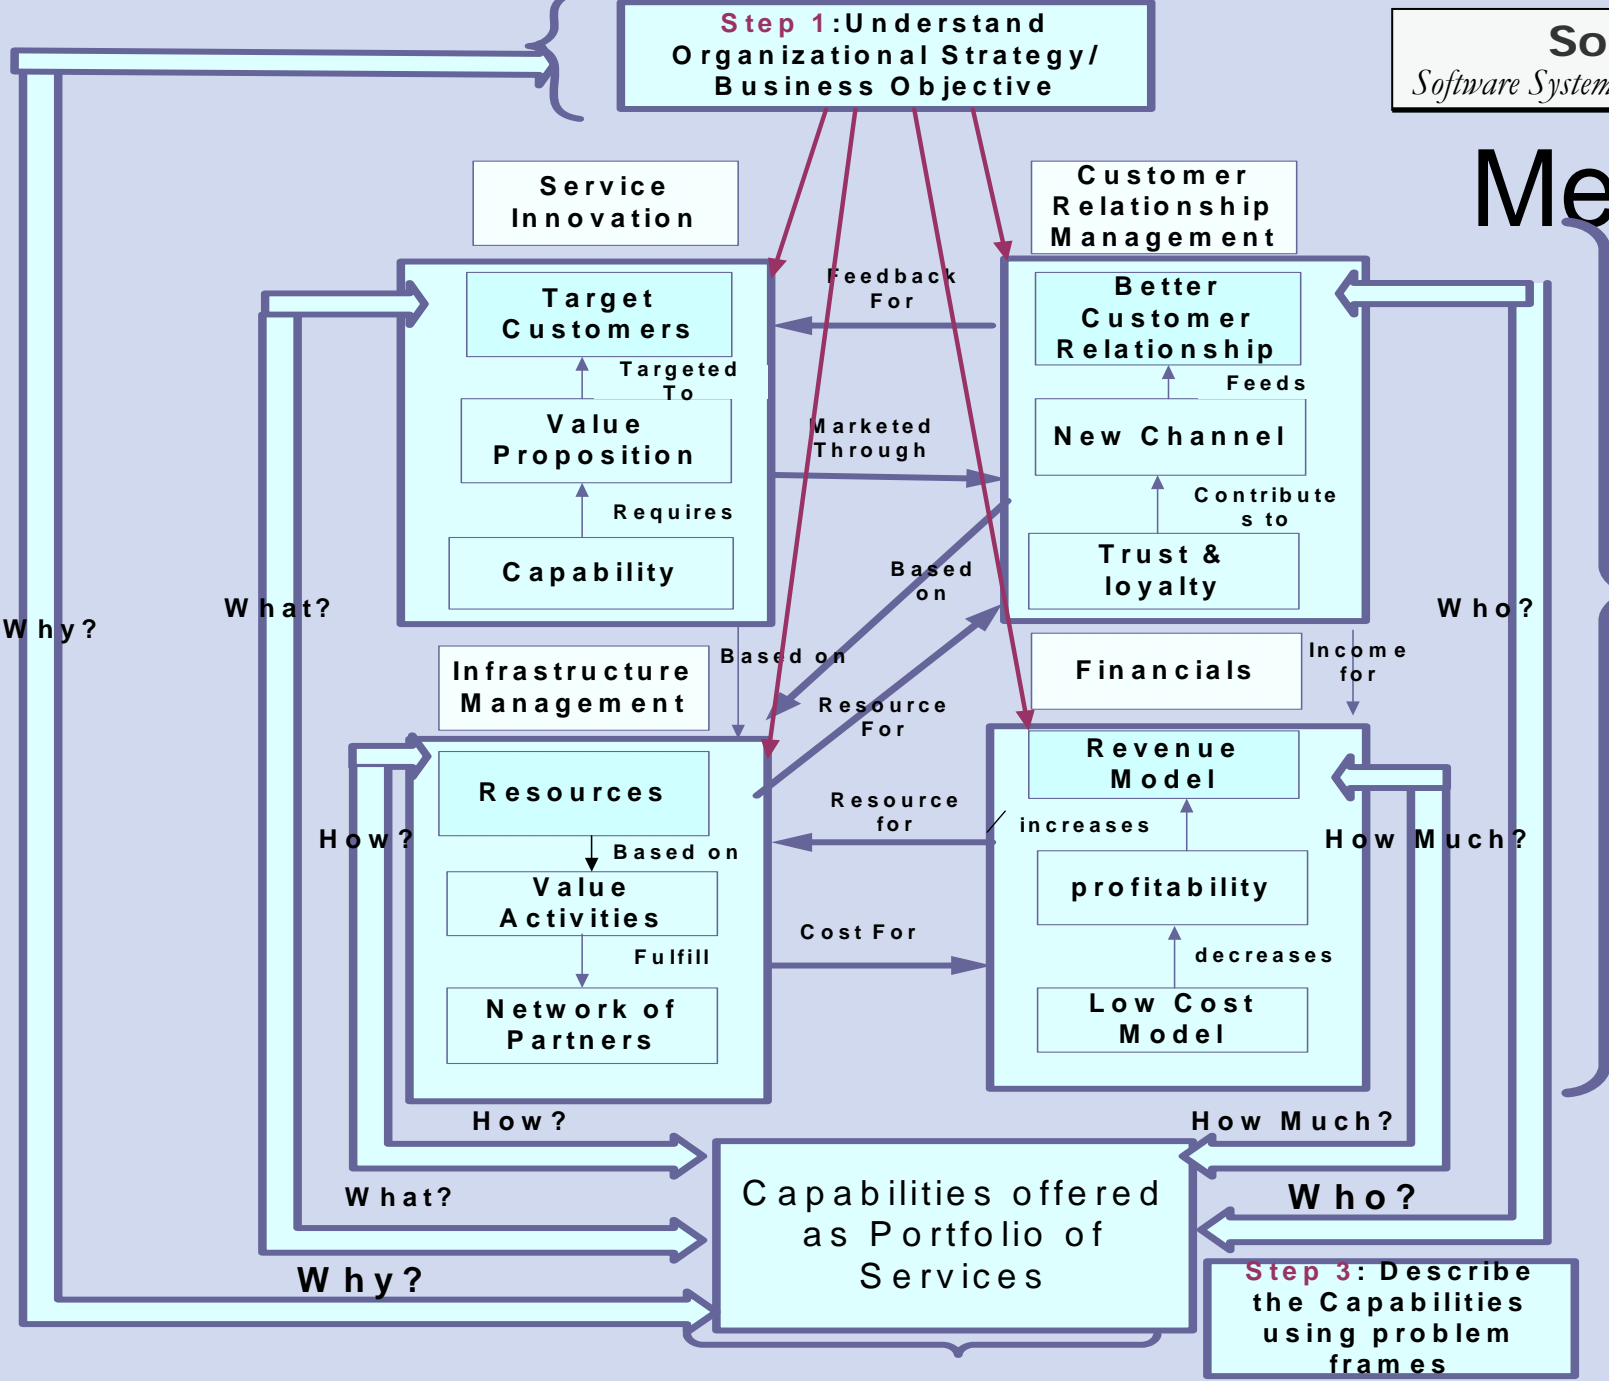 Step 1:Understand
Organizational Strategy/
Business Objective
So
Software System
Me
Service
Innovation
Customer
Relationship
Management
Target
Customers
Targeted
To
Value
Proposition
Requires
Capability
Feedback
For
Marketed
Through
Better
Customer
Relationship
Feeds
New Channel
Contribute
s to
Trust &
loyalty
Based
on
Why?
What?
Who?
Based on
Resource
For
Income
for
Infrastructure
Management
Financials
Resources
Based on
Value
Activities
Fulfill
Network of
Partners
How?
Resource
for
Cost For
Revenue
Model
increases
profitability
decreases
Low Cost
Model
How Much?
How?
How Much?
What?
Who?
Why?
Capabilities offered
as Portfolio of
Services
Step 3: Describe
the Capabilities
using problem
frames